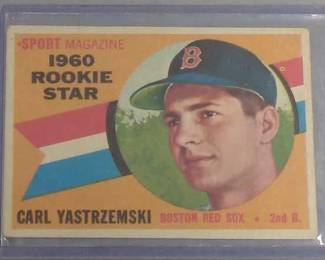 •SPORT MAGAZINE
1960
ROOKIE
STAR
B
CARL YASTRZEMSKI BOSTON RED SOX • 2nd B.